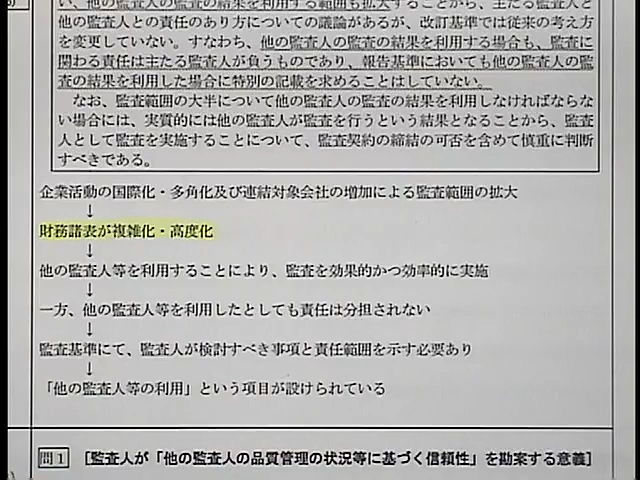 い、他の監査人の監査の結果を利用する範囲も拡大することから、主たる監査人と
他の監査人との責任のあり方についての議論があるが、改訂基準では従来の考え方
を変更していない。すなわち、他の監査人の監査の結果を利用する場合も、監査に
関わる責任は主たる監査人が負うものであり、報告基準においても他の監査人の監
査の結果を利用した場合に特別の記載を求めることはしていない。
なお、監査範囲の大半について他の監査人の監査の結果を利用しなければならな
い場合には、実質的には他の監査人が監査を行うという結果となることから、監査
人として監査を実施することについて、監査契約の締結の可否を含めて慎重に判断
すべきである。
企業活動の国際化・多角化及び連結対象会社の増加による監査範囲の拡大
↓
財務諸表が複雑化・高度化
↓
他の監査人等を利用することにより、監査を効果的かつ効率的に実施
↓
一方、他の監査人等を利用したとしても責任は分担されない
↓
監査基準にて、監査人が検討すべき事項と責任範囲を示す必要あり
↓
「他の監査人等の利用」という項目が設けられている
問1 [監査人が「他の監査人の品質管理の状況等に基づく信頼性」を勘案する意義]